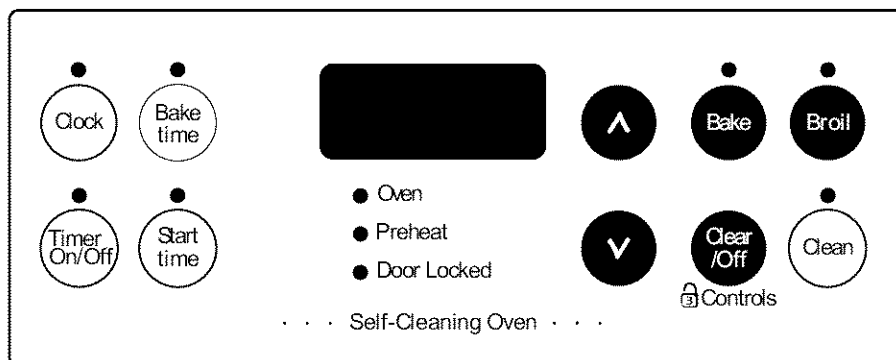 Clock
Bake
time
Bake
Broil
Timer
On/Off
Start
time
Oven
Preheat
Door Locked
Clear
/Off
Clean
3
Controls
· · · Self-Cleaning Oven · · ·